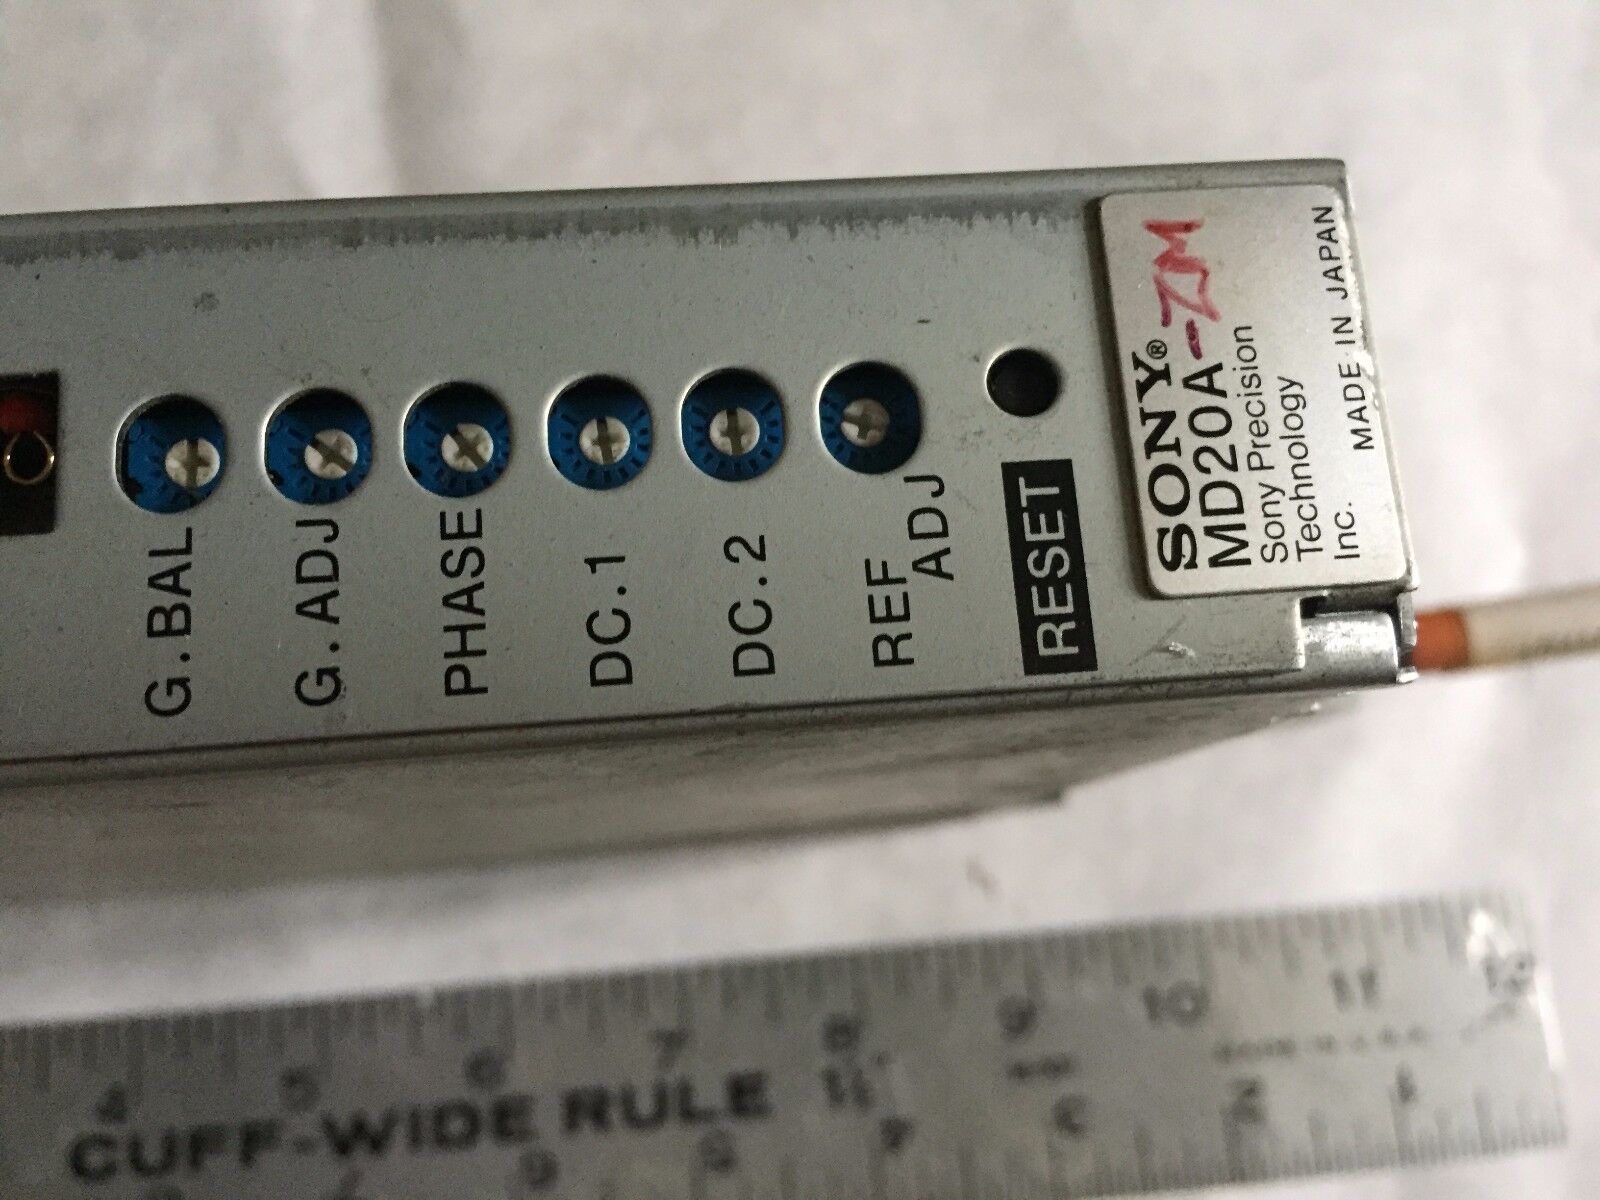 G.BAL
G.ADJ
PHASE
DC.1
DC.2
REF
ADJ
RESET
SONY®
MD20A-ZM
Sony Precision
Technology
Inc.
MADE IN JAPAN
4 5 6 7 8 9 10 11 12
CUFF-WIDE RULE